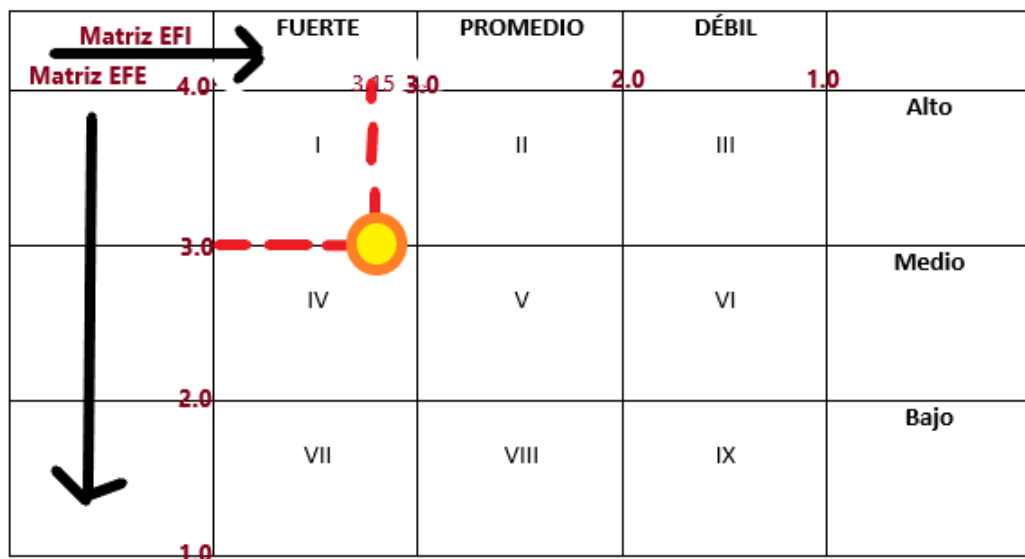 FUERTE PROMEDIO DÉBIL
Matriz EFI
Matriz EFE
4.0 3.15 3.0 2.0 1.0
Alto
I II III
3.0
Medio
IV V VI
2.0
Bajo
VII VIII IX
1.0